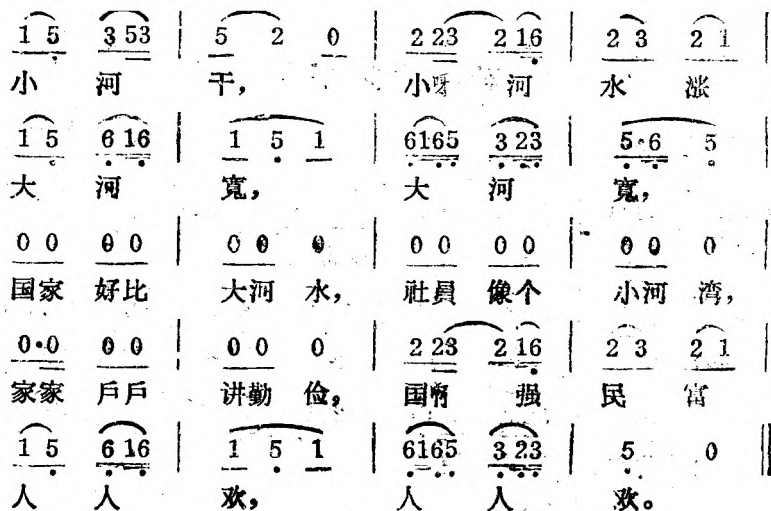 1 5 3 53 | 5 2 0 | 2 23 2 16 | 2 3 2 1
小 河 干， 小呀 河 水 涨
1 5 6 16 | 1 5 1 | 6165 3 23 | 5·6 5
大 河 宽， 大 河 宽，
0 0 0 0 | 0 0 0 | 0 0 0 0 | 0 0 0
国家 好比 大河 水， 社員 像个 小河 湾，
0·0 0 0 | 0 0 0 | 2 23 2 16 | 2 3 2 1
家家 戶戶 讲勤 俭， 国啊 强 民 富
1 5 6 16 | 1 5 1 | 6165 3 23 | 5 0 ‖
人 人 欢， 人 人 欢。